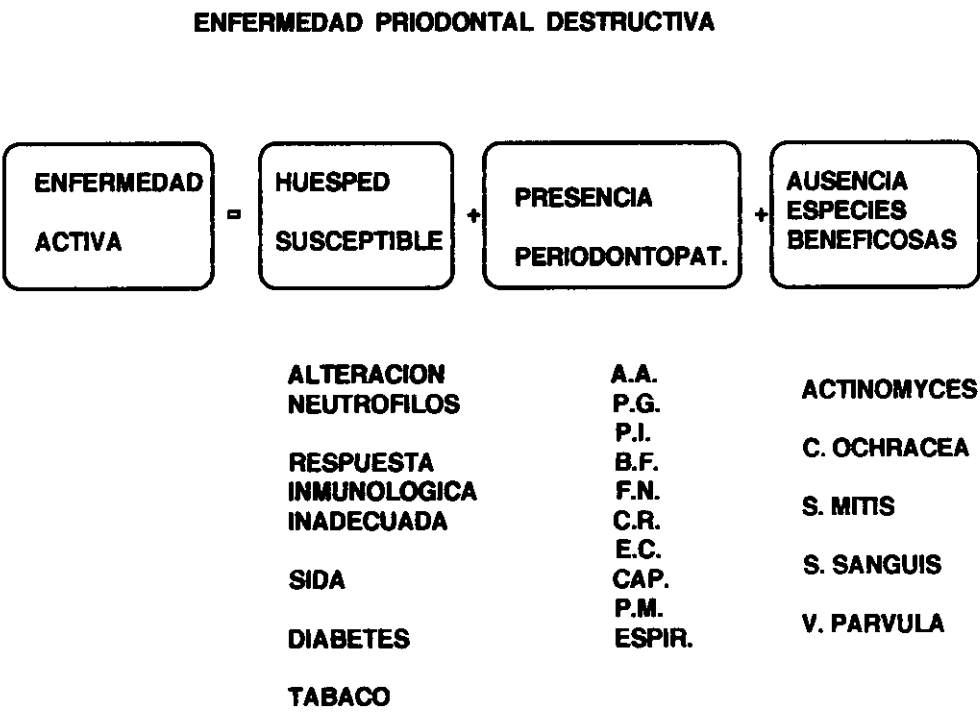 ENFERMEDAD PRIODONTAL DESTRUCTIVA
ENFERMEDAD
ACTIVA
=
HUESPED
SUSCEPTIBLE
+
PRESENCIA
PERIODONTOPAT.
+
AUSENCIA
ESPECIES
BENEFICOSAS
ALTERACION
NEUTROFILOS
RESPUESTA
INMUNOLOGICA
INADECUADA
SIDA
DIABETES
TABACO
A.A.
P.G.
P.I.
B.F.
F.N.
C.R.
E.C.
CAP.
P.M.
ESPIR.
ACTINOMYCES
C. OCHRACEA
S. MITIS
S. SANGUIS
V. PARVULA